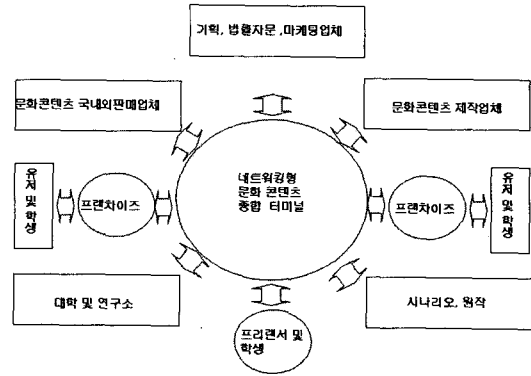 기획, 법률자문, 마케팅업체
문화콘텐츠 국내외판매업체
문화콘텐츠 제작업체
네트워킹형
문화 콘텐츠
종합 터미널
유저 및 학생
프랜차이즈
프랜차이즈
유저 및 학생
대학 및 연구소
시나리오, 원작
프리랜서 및
학생